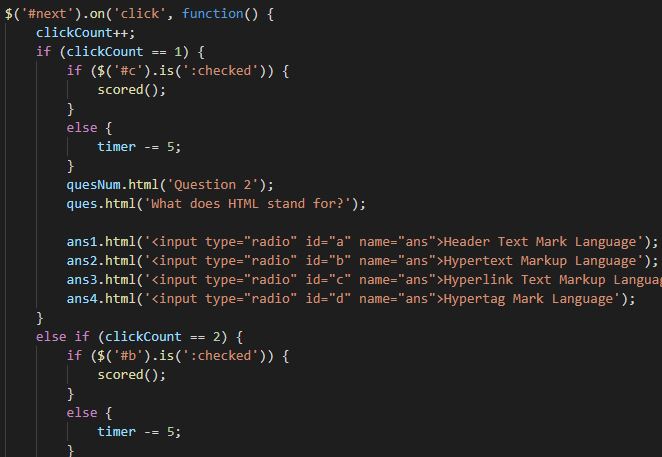 $('#next').on('click', function() {
    clickCount++;
    if (clickCount == 1) {
        if ($('#c').is(':checked')) {
            scored();
        }
        else {
            timer -= 5;
        }
        quesNum.html('Question 2');
        ques.html('What does HTML stand for?');

        ans1.html('<input type="radio" id="a" name="ans">Header Text Mark Language');
        ans2.html('<input type="radio" id="b" name="ans">Hypertext Markup Language');
        ans3.html('<input type="radio" id="c" name="ans">Hyperlink Text Markup Langua
        ans4.html('<input type="radio" id="d" name="ans">Hypertag Mark Language');
    }
    else if (clickCount == 2) {
        if ($('#b').is(':checked')) {
            scored();
        }
        else {
            timer -= 5;
        }